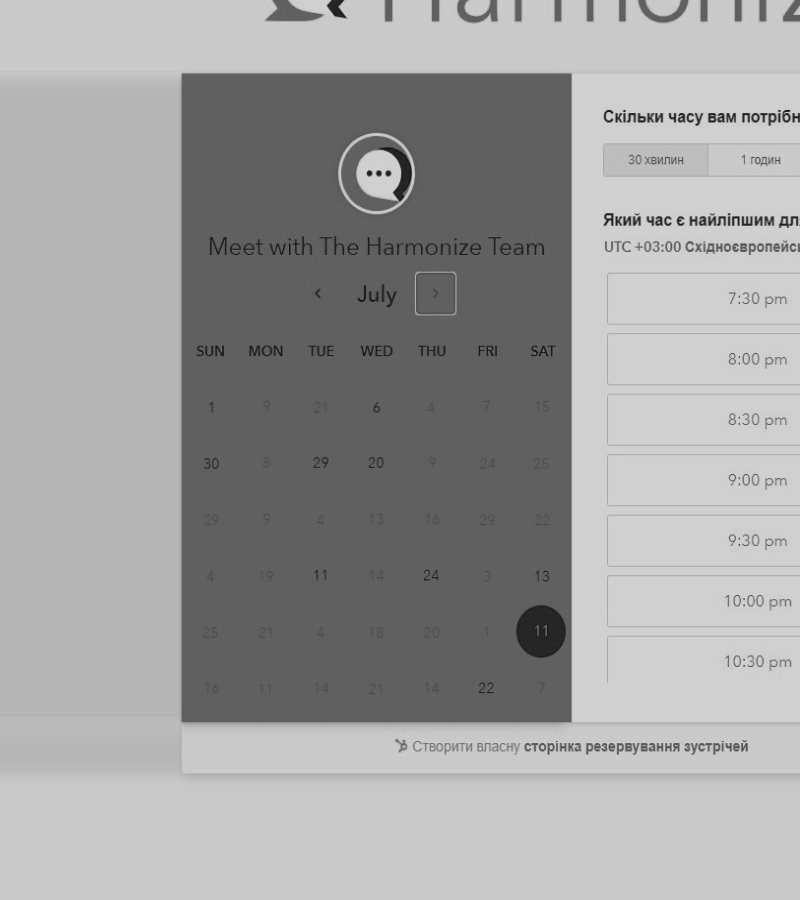 Harmoniz
Meet with The Harmonize Team
July
SUN MON TUE WED THU FRI SAT
1 9 21 6 4 7 15
30 8 29 20 9 24 25
29 9 4 13 16 29 22
4 19 11 14 24 3 13
25 21 4 18 20 1 11
16 11 14 21 14 22 7
Скільки часу вам потрібн
30 хвилин 1 годин
Який час є найліпшим дл
UTC +03:00 Східноєвропейс
7:30 pm
8:00 pm
8:30 pm
9:00 pm
9:30 pm
10:00 pm
10:30 pm
Створити власну сторінка резервування зустрічей